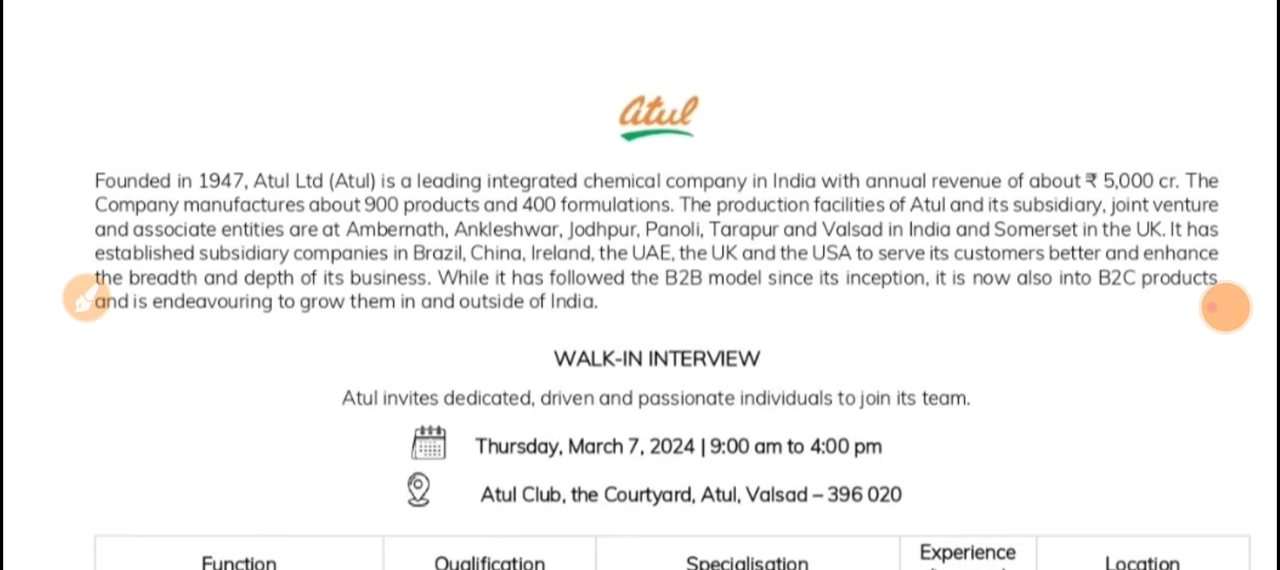 atul
Founded in 1947, Atul Ltd (Atul) is a leading integrated chemical company in India with annual revenue of about ₹ 5,000 cr. The
Company manufactures about 900 products and 400 formulations. The production facilities of Atul and its subsidiary, joint venture
and associate entities are at Ambernath, Ankleshwar, Jodhpur, Panoli, Tarapur and Valsad in India and Somerset in the UK. It has
established subsidiary companies in Brazil, China, Ireland, the UAE, the UK and the USA to serve its customers better and enhance
the breadth and depth of its business. While it has followed the B2B model since its inception, it is now also into B2C products
and is endeavouring to grow them in and outside of India.
WALK-IN INTERVIEW
Atul invites dedicated, driven and passionate individuals to join its team.
Thursday, March 7, 2024 | 9:00 am to 4:00 pm
Atul Club, the Courtyard, Atul, Valsad – 396 020
Function Qualification Specialisation Experience Location